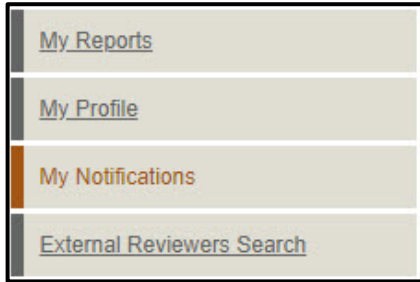 My Reports
My Profile
My Notifications
External Reviewers Search